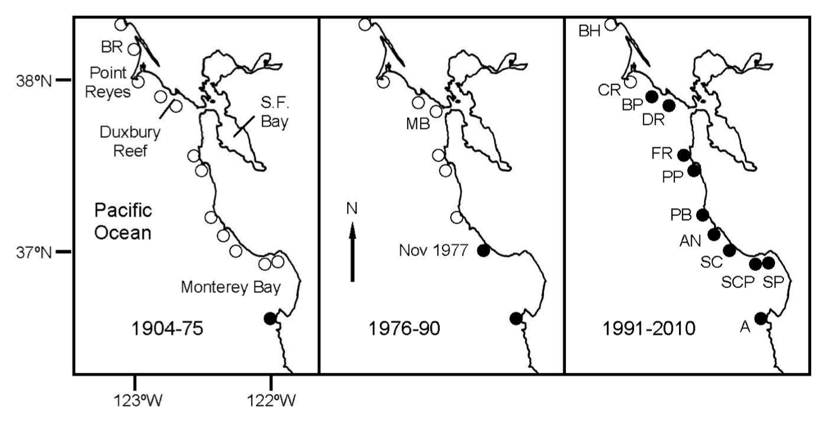 BR
38ºN
Point
Reyes
Duxbury
Reef
S.F.
Bay
Pacific
Ocean
37ºN
Monterey Bay
1904-75
123ºW
122ºW
MB
N
Nov 1977
1976-90
BH
CR
BP
DR
FR
PP
PB
AN
SC
SCP
SP
1991-2010
A